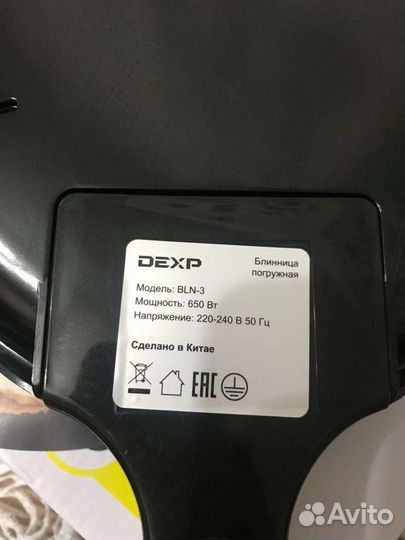 DEXP
Блинница
погружная
Модель: BLN-3
Мощность: 650 Вт
Напряжение: 220-240 В 50 Гц
Сделано в Китае
EAC
Avito